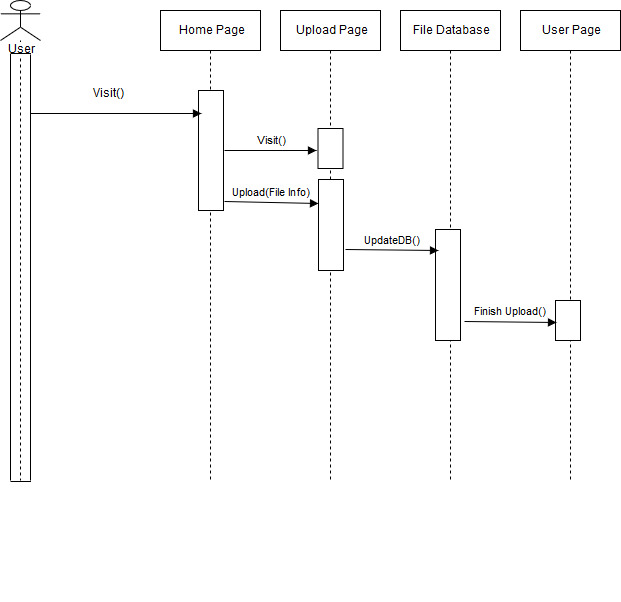 Home Page
Upload Page
File Database
User Page
User
Visit()
Visit()
Upload(File Info)
UpdateDB()
Finish Upload()